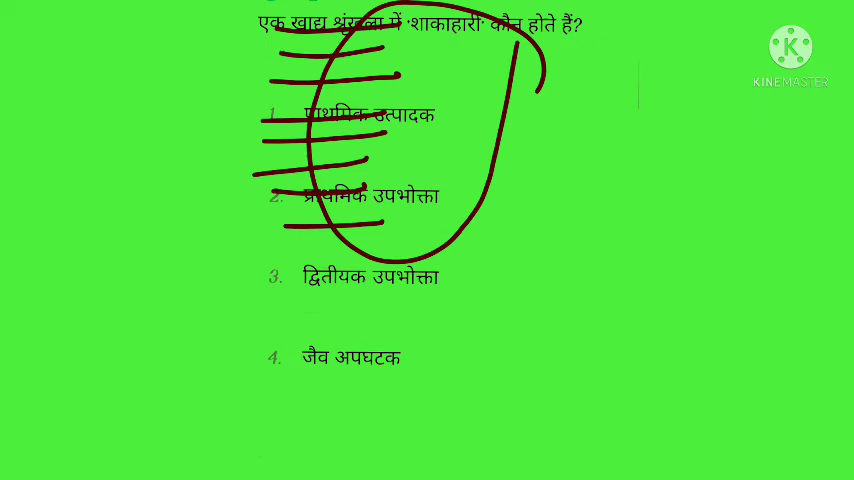 एक खाद्य श्रृंखला में 'शाकाहारी' कौन होते हैं?
KINEMASTER
1. प्राथमिक उत्पादक
2. प्राथमिक उपभोक्ता
3. द्वितीयक उपभोक्ता
4. जैव अपघटक